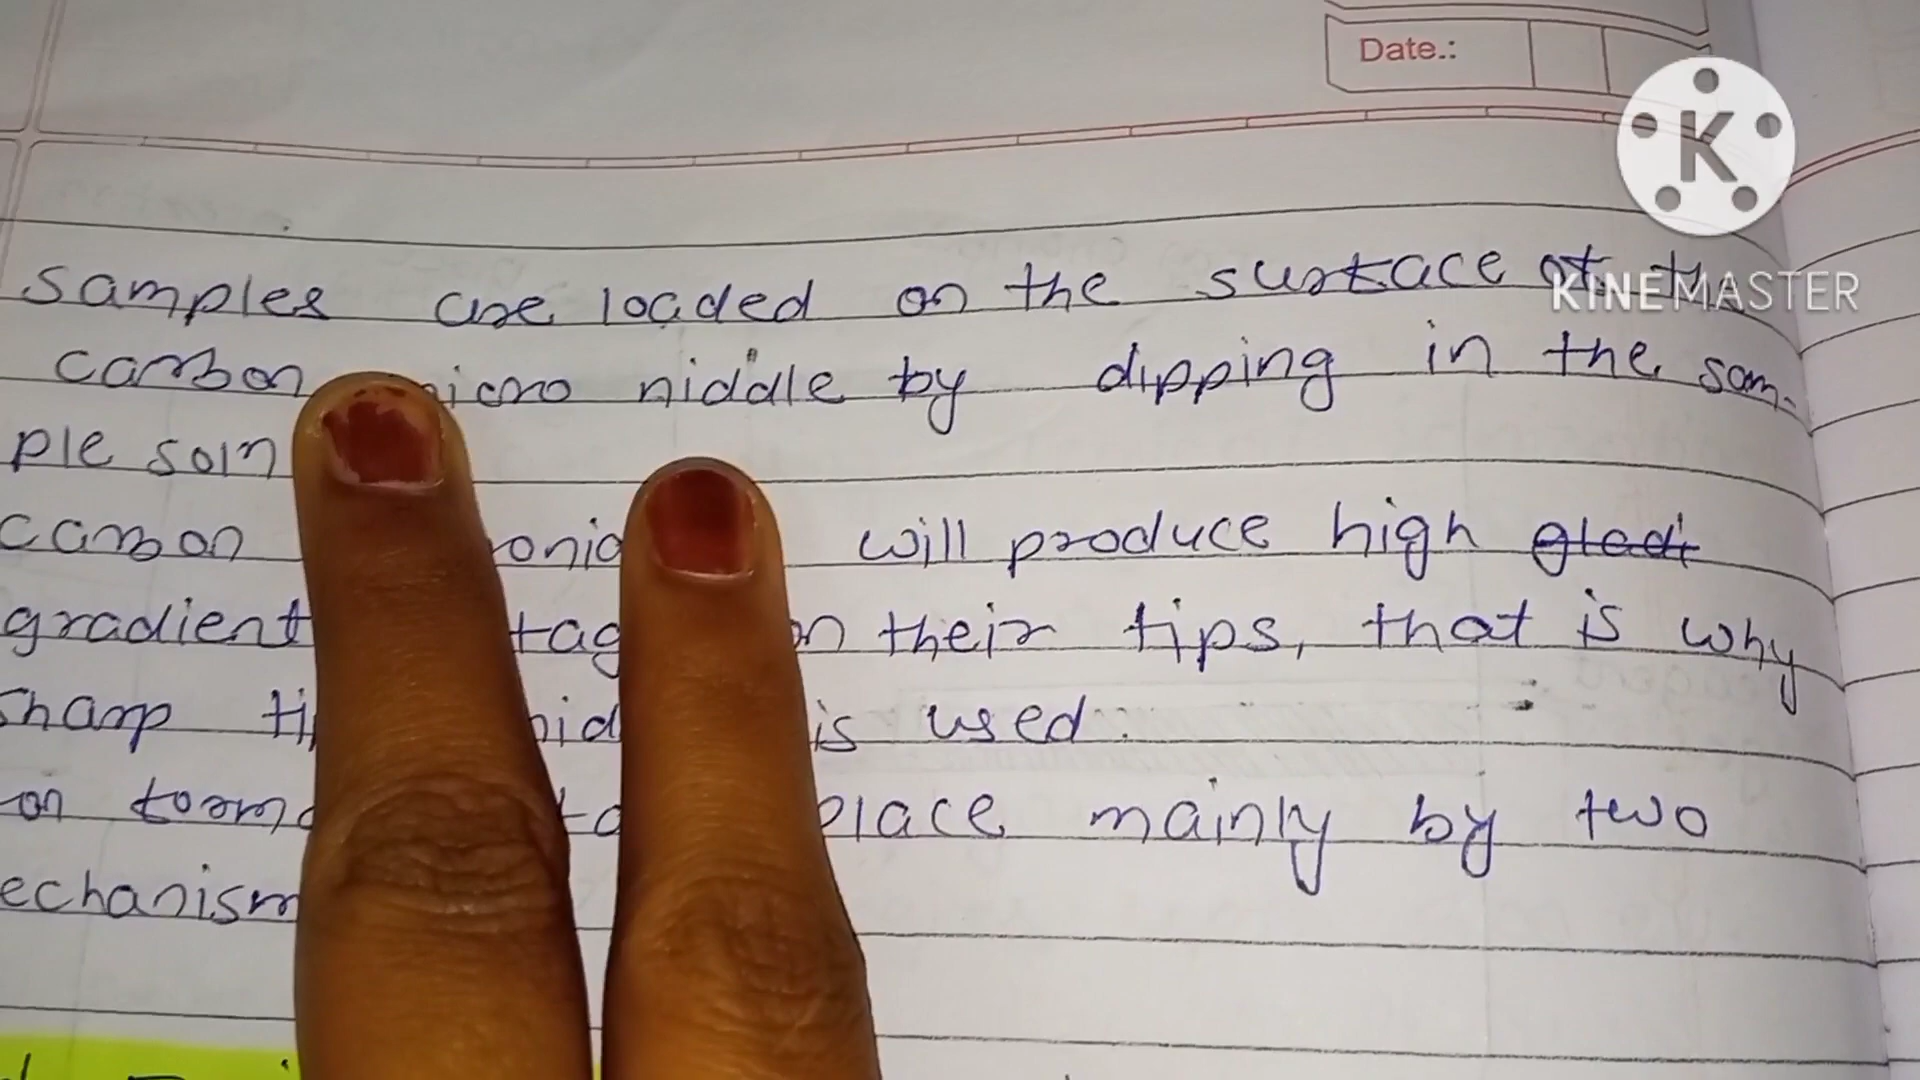 Date.:
K
KINEMASTER
samples are loaded on the surface of the
carbon micro niddle by dipping in the sam-
ple soln
carbon will produce high gladi
gradient on their tips, that is why
sharp is used.
place mainly by two
echanism